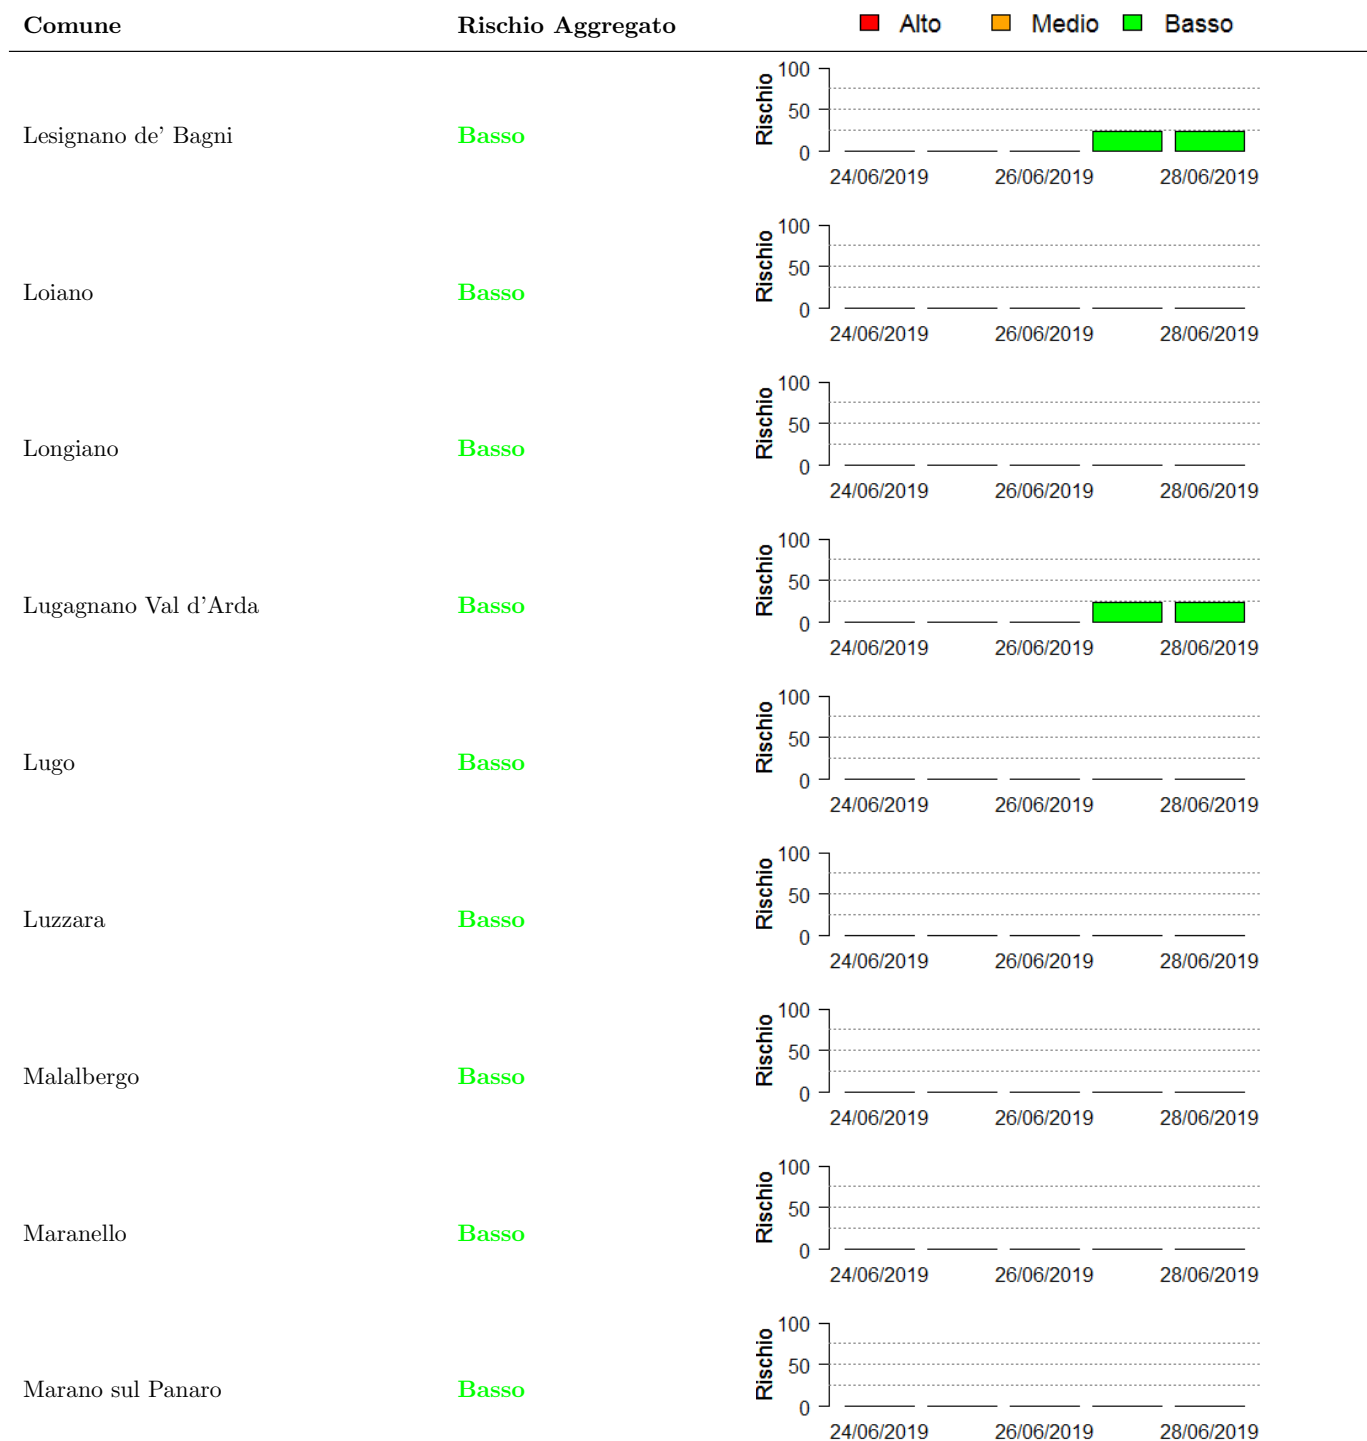 Comune Rischio Aggregato Alto Medio Basso
100
50
0
Rischio
Lesignano de' Bagni Basso
24/06/2019 26/06/2019 28/06/2019
100
50
0
Rischio
Loiano Basso
24/06/2019 26/06/2019 28/06/2019
100
50
0
Rischio
Longiano Basso
24/06/2019 26/06/2019 28/06/2019
100
50
0
Rischio
Lugagnano Val d'Arda Basso
24/06/2019 26/06/2019 28/06/2019
100
50
0
Rischio
Lugo Basso
24/06/2019 26/06/2019 28/06/2019
100
50
0
Rischio
Luzzara Basso
24/06/2019 26/06/2019 28/06/2019
100
50
0
Rischio
Malalbergo Basso
24/06/2019 26/06/2019 28/06/2019
100
50
0
Rischio
Maranello Basso
24/06/2019 26/06/2019 28/06/2019
100
50
0
Rischio
Marano sul Panaro Basso
24/06/2019 26/06/2019 28/06/2019